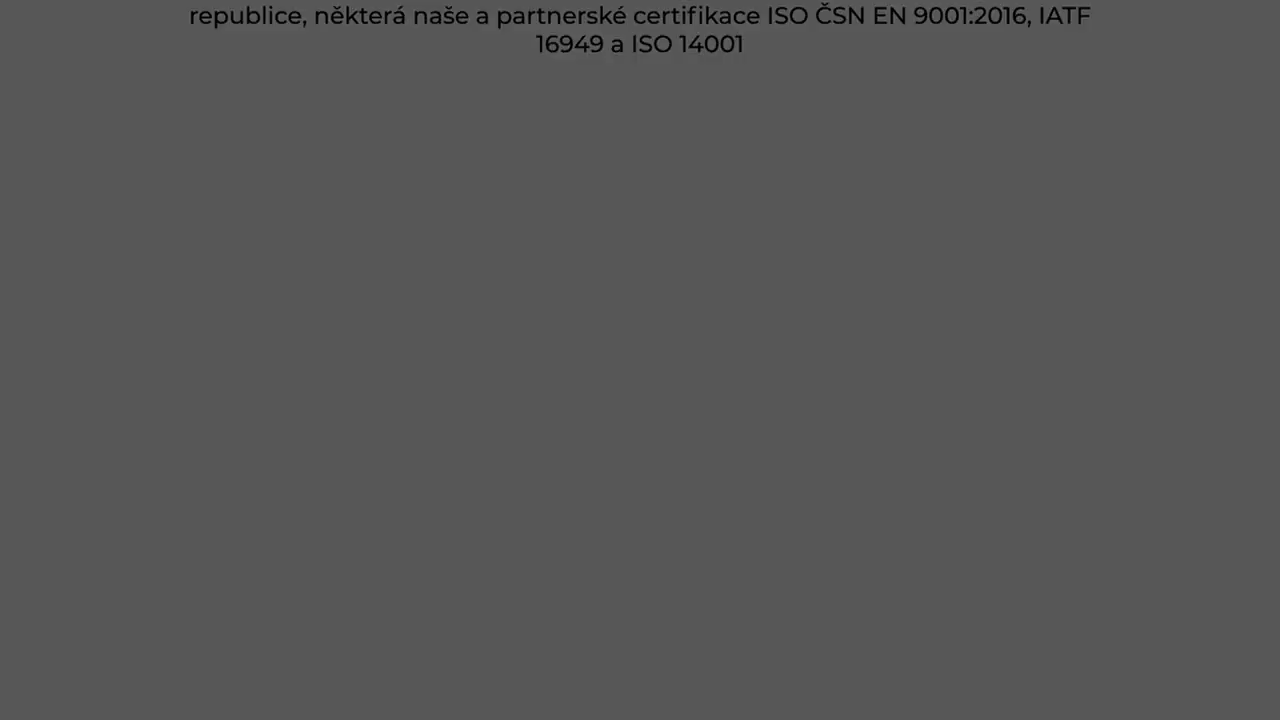 republice, některá naše a partnerské certifikace ISO ČSN EN 9001:2016, IATF
16949 a ISO 14001